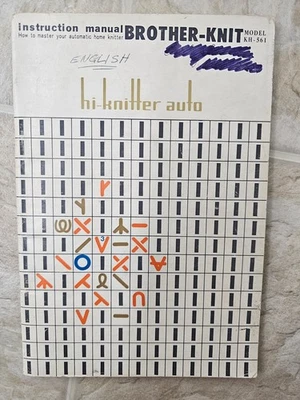 Instruction manual BROTHER-KNIT MODEL
How to master your automatic home knitter KH-561
ENGLISH
hi-knitter auto